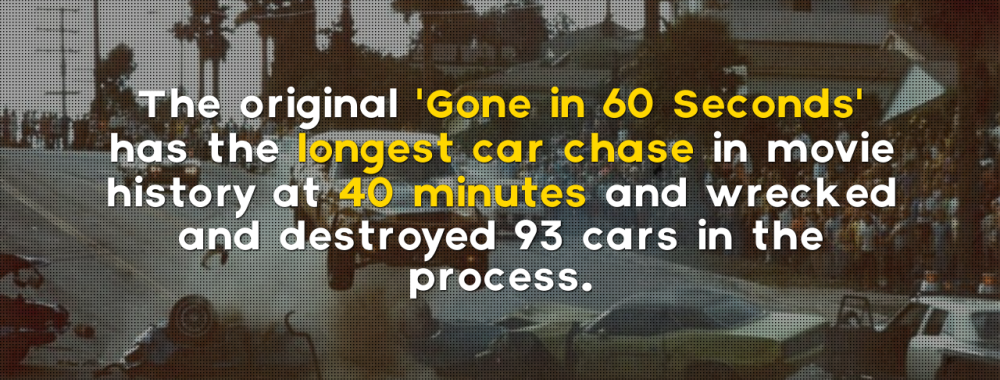 The original 'Gone in 60 Seconds'
has the longest car chase in movie
history at 40 minutes and wrecked
and destroyed 93 cars in the
process.